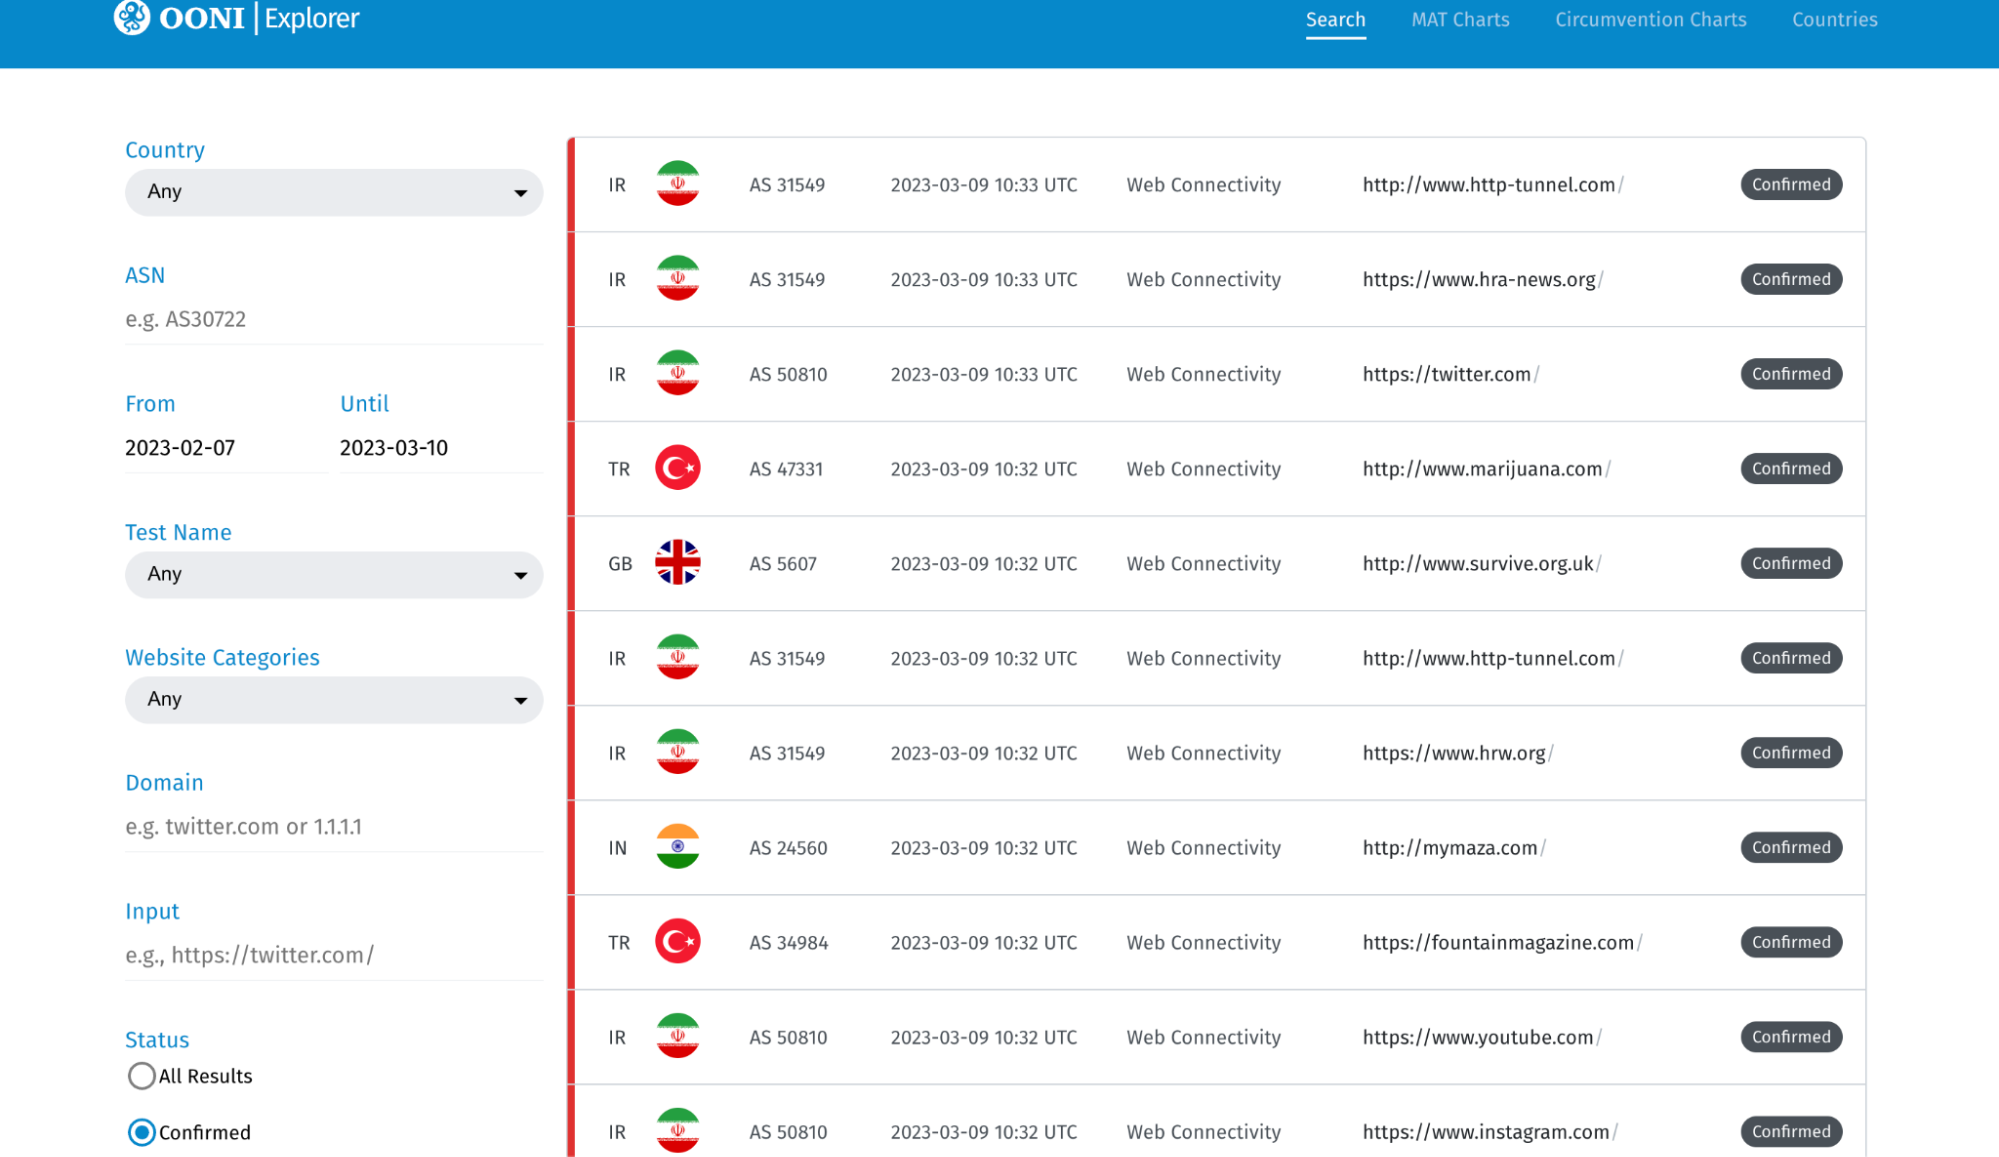 OONI | Explorer
Search MAT Charts Circumvention Charts Countries
Country
Any
ASN
e.g. AS30722
From Until
2023-02-07 2023-03-10
Test Name
Any
Website Categories
Any
Domain
e.g. twitter.com or 1.1.1.1
Input
e.g., https://twitter.com/
Status
All Results
Confirmed
IR AS 31549 2023-03-09 10:33 UTC Web Connectivity http://www.http-tunnel.com/ Confirmed
IR AS 31549 2023-03-09 10:33 UTC Web Connectivity https://www.hra-news.org/ Confirmed
IR AS 50810 2023-03-09 10:33 UTC Web Connectivity https://twitter.com/ Confirmed
TR AS 47331 2023-03-09 10:32 UTC Web Connectivity http://www.marijuana.com/ Confirmed
GB AS 5607 2023-03-09 10:32 UTC Web Connectivity http://www.survive.org.uk/ Confirmed
IR AS 31549 2023-03-09 10:32 UTC Web Connectivity http://www.http-tunnel.com/ Confirmed
IR AS 31549 2023-03-09 10:32 UTC Web Connectivity https://www.hrw.org/ Confirmed
IN AS 24560 2023-03-09 10:32 UTC Web Connectivity http://mymaza.com/ Confirmed
TR AS 34984 2023-03-09 10:32 UTC Web Connectivity https://fountainmagazine.com/ Confirmed
IR AS 50810 2023-03-09 10:32 UTC Web Connectivity https://www.youtube.com/ Confirmed
IR AS 50810 2023-03-09 10:32 UTC Web Connectivity https://www.instagram.com/ Confirmed